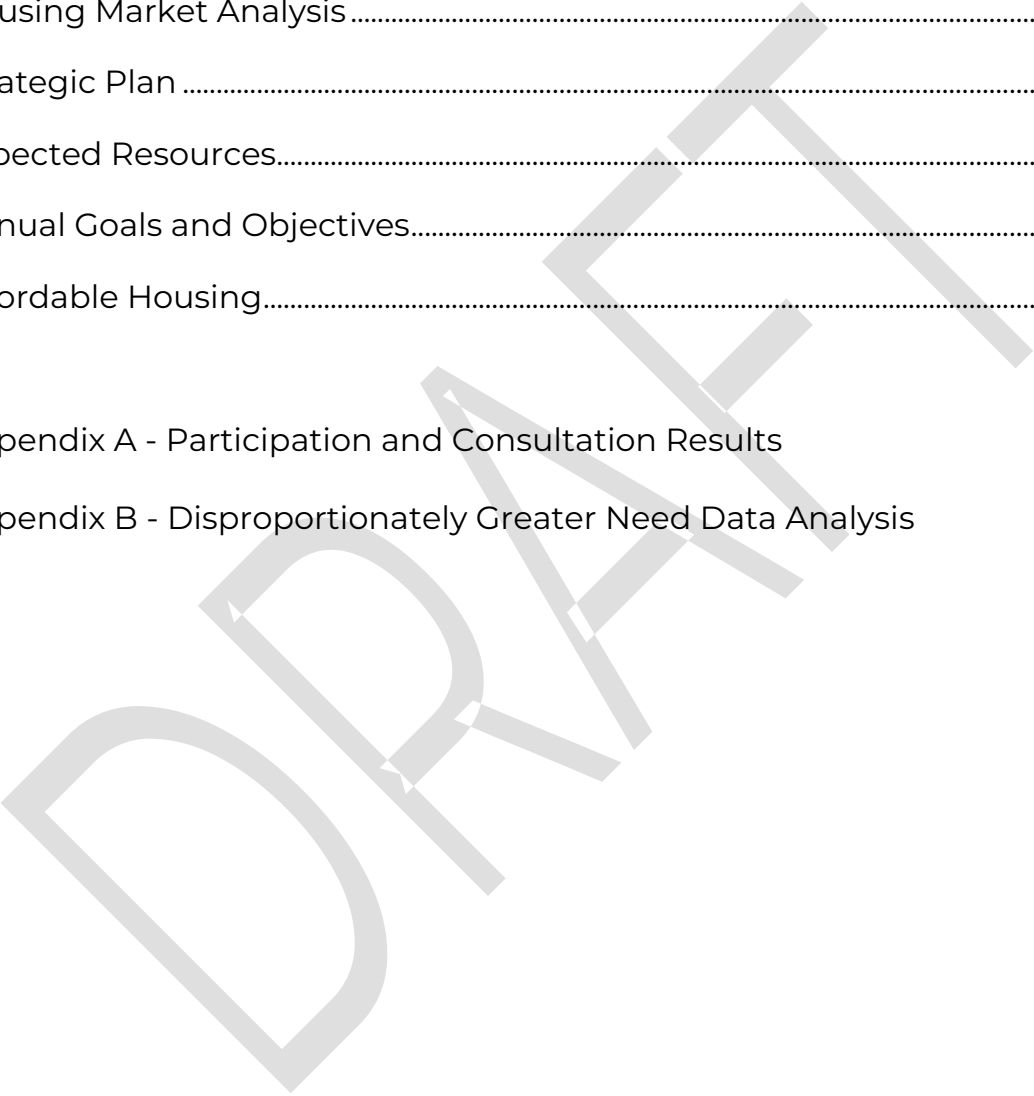 using Market Analysis ................................................................
ategic Plan ................................................................
pected Resources................................................................
nual Goals and Objectives................................................................
ordable Housing................................................................
pendix A - Participation and Consultation Results
pendix B - Disproportionately Greater Need Data Analysis
DRAFT